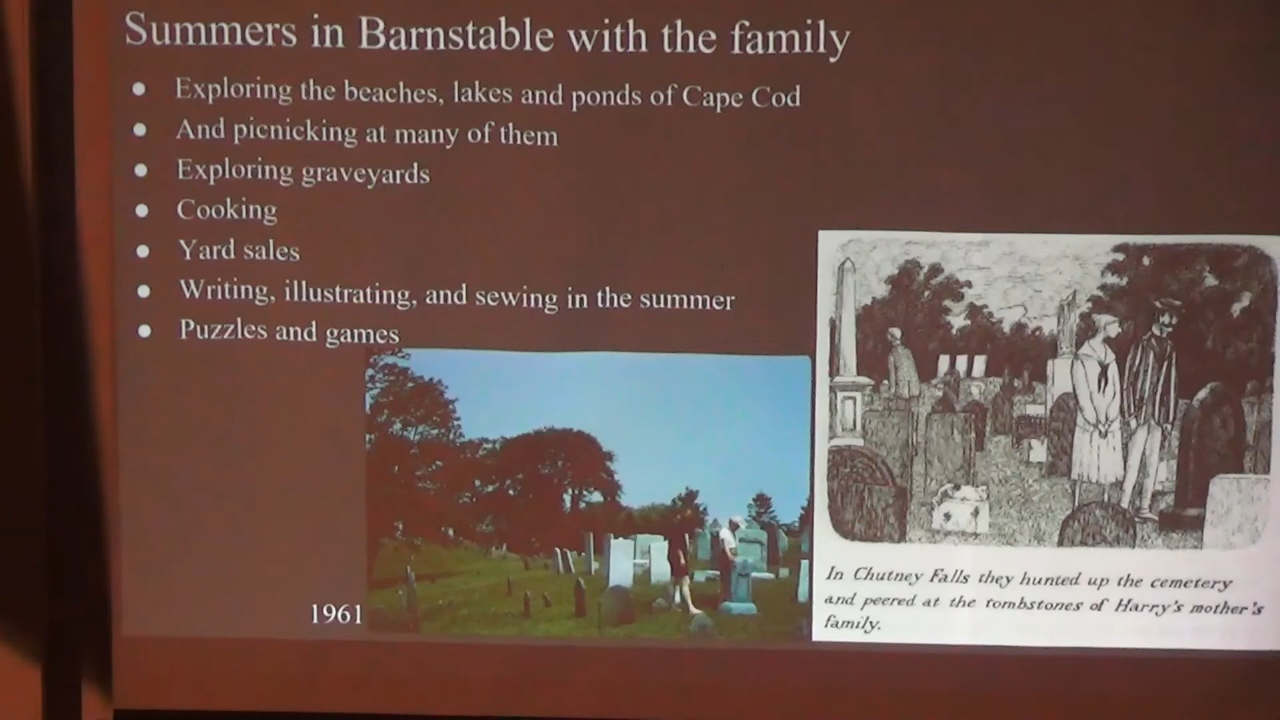 Summers in Barnstable with the family
Exploring the beaches, lakes and ponds of Cape Cod
And picnicking at many of them
Exploring graveyards
Cooking
Yard sales
Writing, illustrating, and sewing in the summer
Puzzles and games
1961
In Chutney Falls they hunted up the cemetery
and peered at the tombstones of Harry's mother's
family.